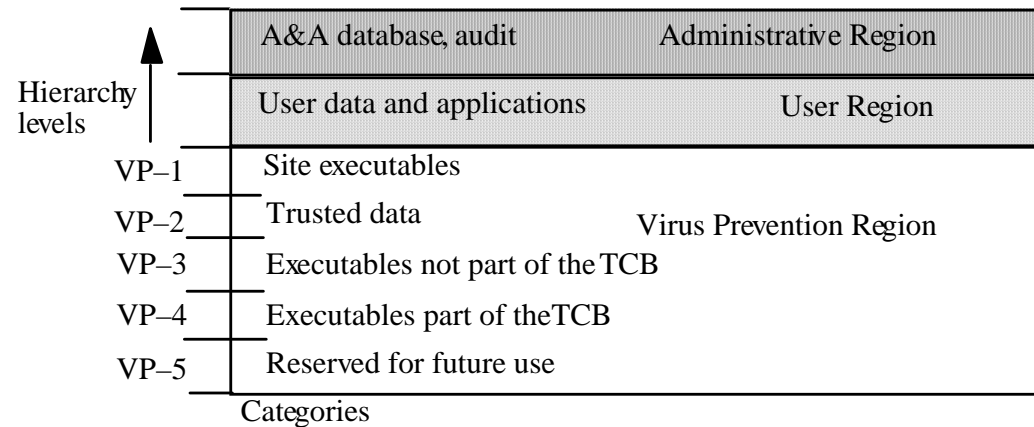 A&A database, audit Administrative Region
Hierarchy
levels
User data and applications User Region
VP–1 Site executables
VP–2 Trusted data Virus Prevention Region
VP–3 Executables not part of the TCB
VP–4 Executables part of theTCB
VP–5 Reserved for future use
Categories